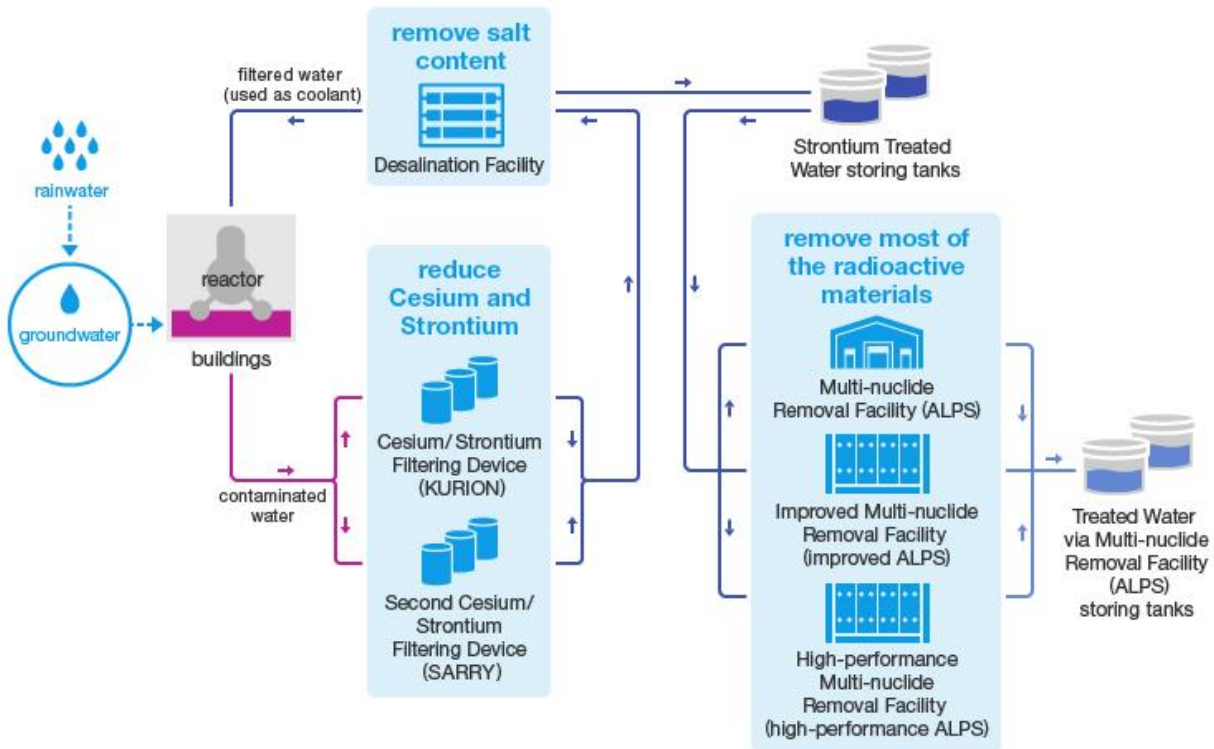 remove salt
content
Desalination Facility
filtered water
(used as coolant)
rainwater
groundwater
reactor
buildings
contaminated
water
reduce
Cesium and
Strontium
Cesium/ Strontium
Filtering Device
(KURION)
Second Cesium/
Strontium
Filtering Device
(SARRY)
Strontium Treated
Water storing tanks
remove most of
the radioactive
materials
Multi-nuclide
Removal Facility (ALPS)
Improved Multi-nuclide
Removal Facility
(improved ALPS)
High-performance
Multi-nuclide
Removal Facility
(high-performance ALPS)
Treated Water
via Multi-nuclide
Removal Facility
(ALPS)
storing tanks